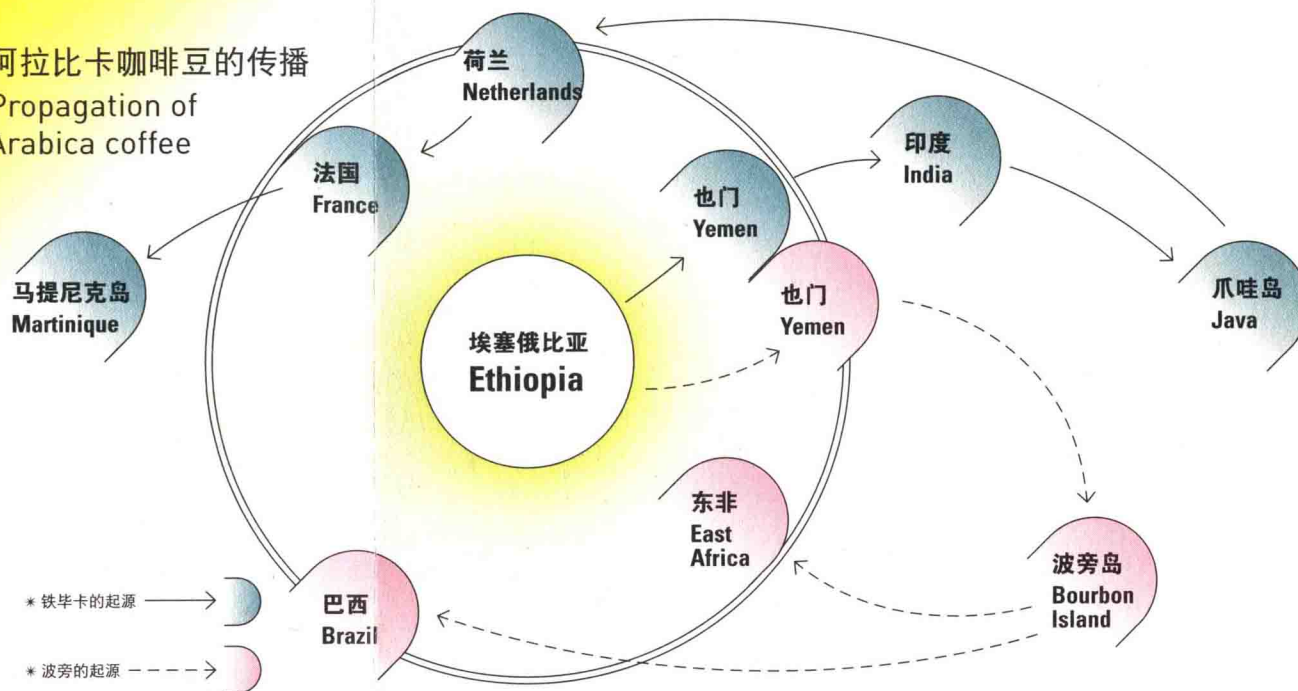 阿拉比卡咖啡豆的传播
Propagation of
Arabica coffee
荷兰
Netherlands
法国
France
马提尼克岛
Martinique
也门
Yemen
印度
India
爪哇岛
Java
也门
Yemen
埃塞俄比亚
Ethiopia
东非
East
Africa
波旁岛
Bourbon
Island
巴西
Brazil
* 铁毕卡的起源
* 波旁的起源